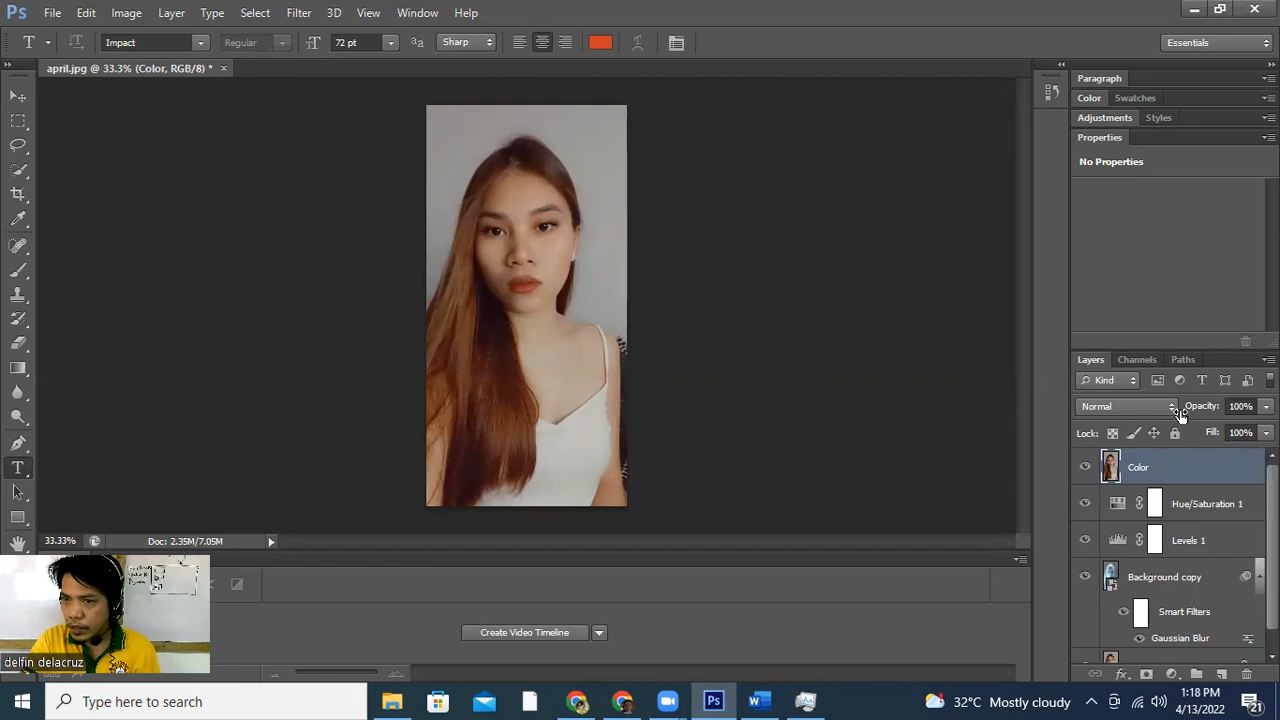 Ps File Edit Image Layer Type Select Filter 3D View Window Help
T Impact Regular 72 pt Sharp Essentials
april.jpg @ 33.3% (Color, RGB/8) *
Paragraph
Color Swatches
Adjustments Styles
Properties
No Properties
Layers Channels Paths
Kind
Normal Opacity: 100%
Lock: Fill: 100%
Color
Hue/Saturation 1
Levels 1
Background copy
Smart Filters
Gaussian Blur
33.33% Doc: 2.35M/7.05M
Create Video Timeline
delfin delacruz
Type here to search
32°C Mostly cloudy
1:18 PM
4/13/2022
21